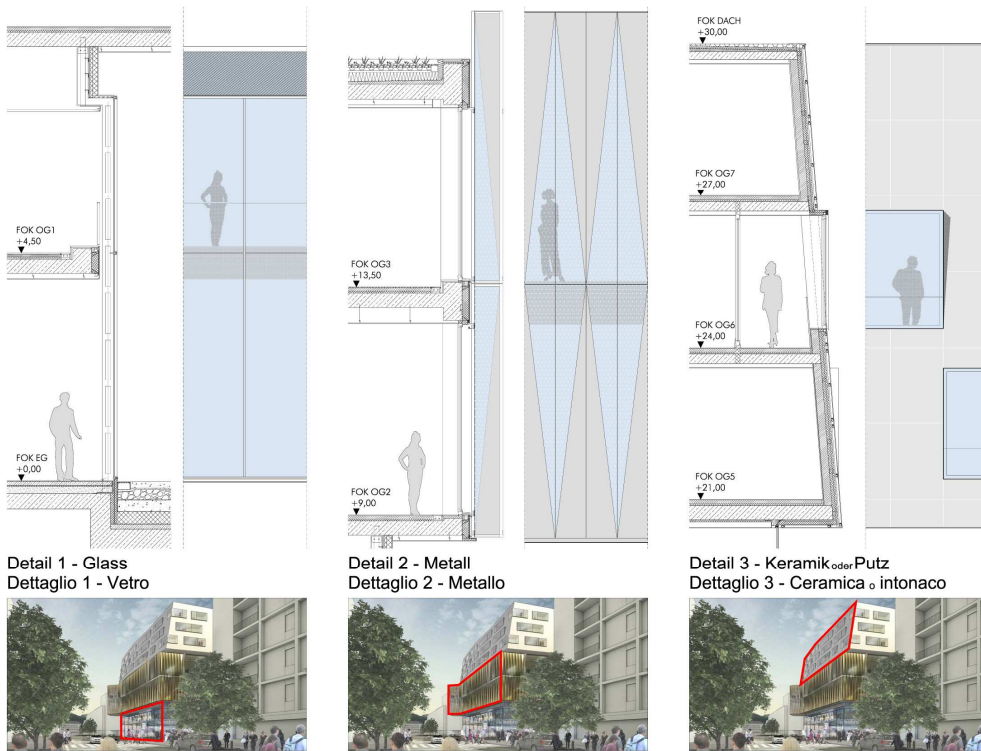 FOK OG1
+4,50
FOK EG
+0,00
Detail 1 - Glass
Dettaglio 1 - Vetro
FOK OG3
+13,50
FOK OG2
+9,00
Detail 2 - Metall
Dettaglio 2 - Metallo
FOK DACH
+30,00
FOK OG7
+27,00
FOK OG6
+24,00
FOK OG5
+21,00
Detail 3 - Keramik oder Putz
Dettaglio 3 - Ceramica o intonaco